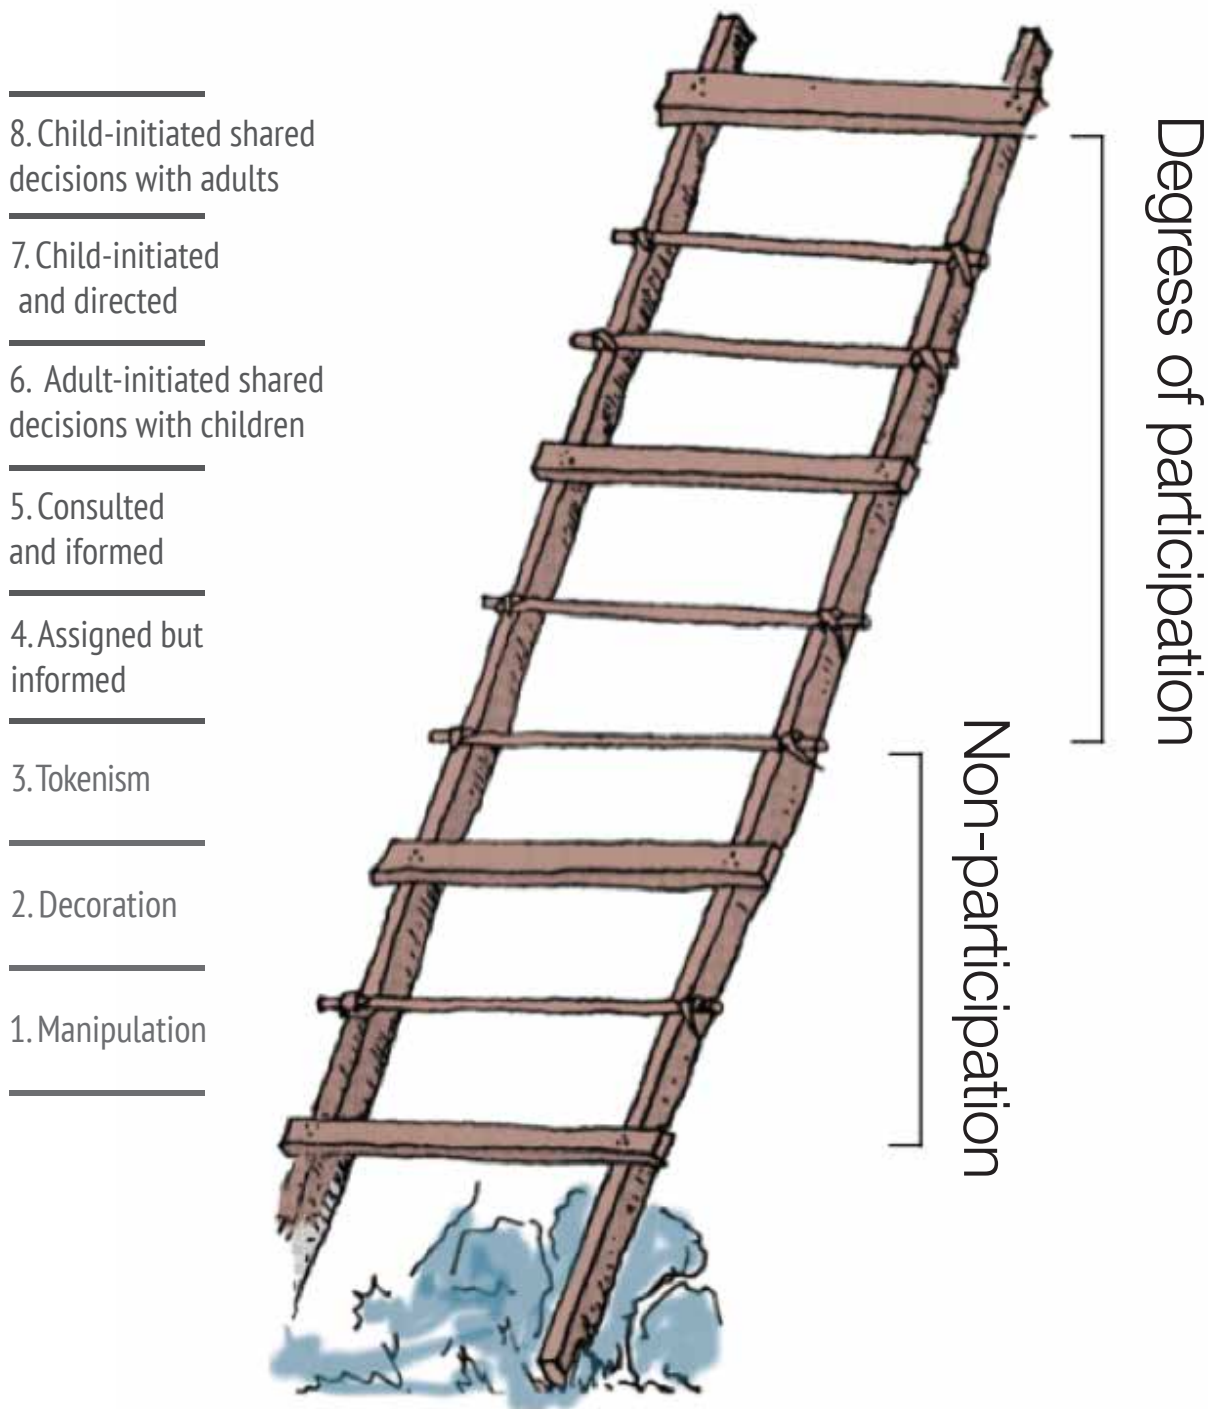 8. Child-initiated shared
decisions with adults
7. Child-initiated
and directed
6. Adult-initiated shared
decisions with children
5. Consulted
and iformed
4. Assigned but
informed
3. Tokenism
2. Decoration
1. Manipulation
Degress of participation
Non-participation